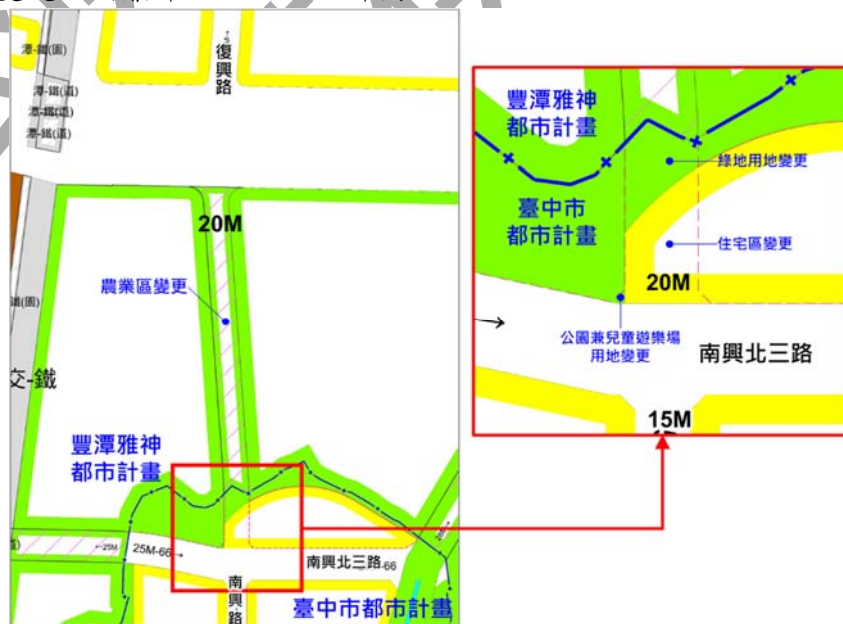 潭-鐵(園)
復興路
潭-鐵(道)
潭-鐵(道)
潭-鐵(道)
20M
農業區變更
交-鐵
豐潭雅神
都市計畫
25M
25M-66
南興北三路-66
南興路
臺中市都市計畫
豐潭雅神
都市計畫
綠地用地變更
臺中市
都市計畫
住宅區變更
20M
公園兼兒童遊樂場
用地變更
南興北三路
15M